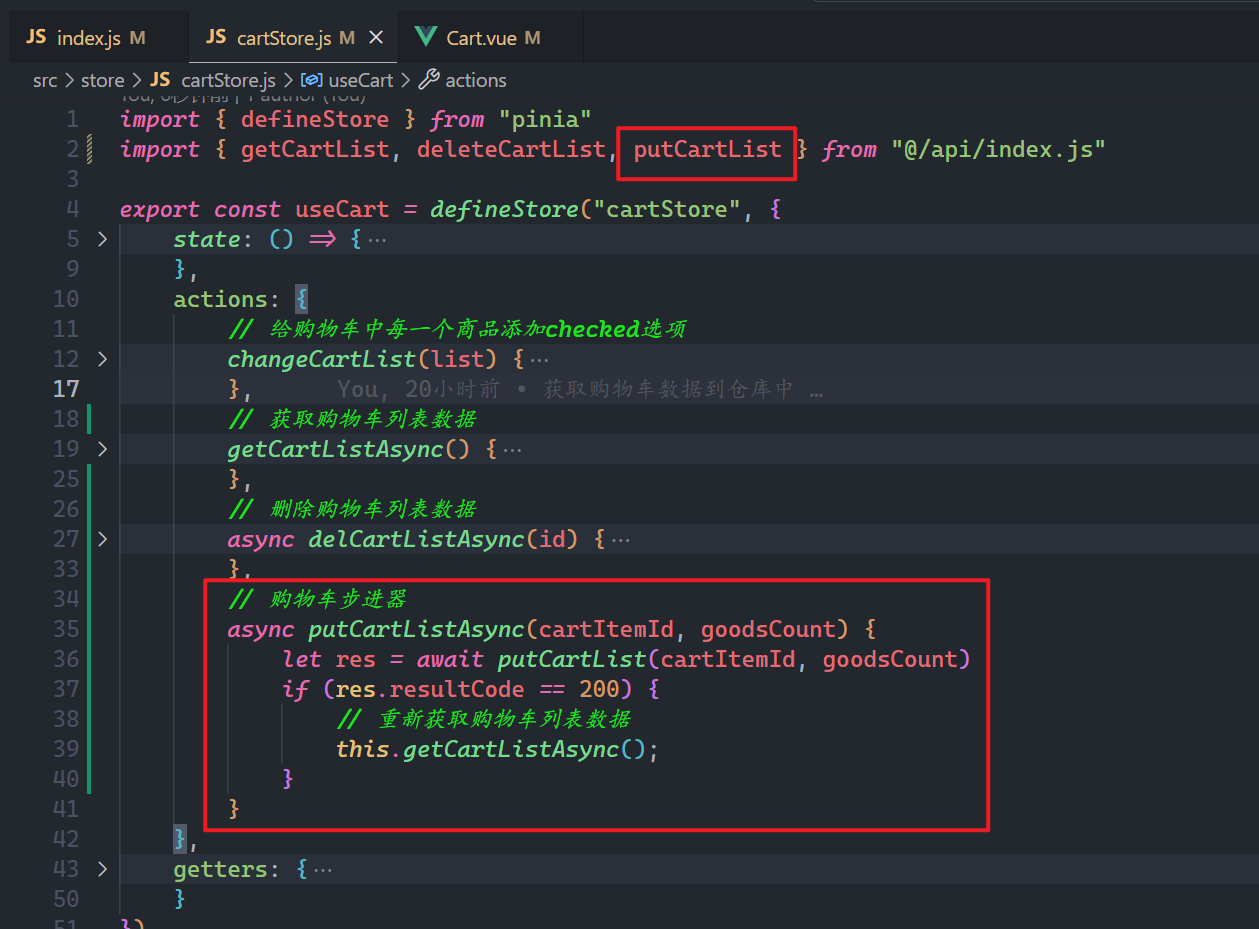 JS index.js M JS cartStore.js M × Cart.vue M
src > store > JS cartStore.js > useCart > actions
1 import { defineStore } from "pinia"
2 import { getCartList, deleteCartList, putCartList } from "@/api/index.js"
3
4 export const useCart = defineStore("cartStore", {
5 state: () => { ···
9 },
10 actions: {
11 // 给购物车中每一个商品添加checked选项
12 changeCartList(list) { ···
17 }, You, 20小时前 • 获取购物车数据到仓库中 …
18 // 获取购物车列表数据
19 getCartListAsync() { ···
25 },
26 // 删除购物车列表数据
27 async delCartListAsync(id) { ···
33 },
34 // 购物车步进器
35 async putCartListAsync(cartItemId, goodsCount) {
36 let res = await putCartList(cartItemId, goodsCount)
37 if (res.resultCode == 200) {
38 // 重新获取购物车列表数据
39 this.getCartListAsync();
40 }
41 }
42 },
43 getters: { ···
50 }
51 })